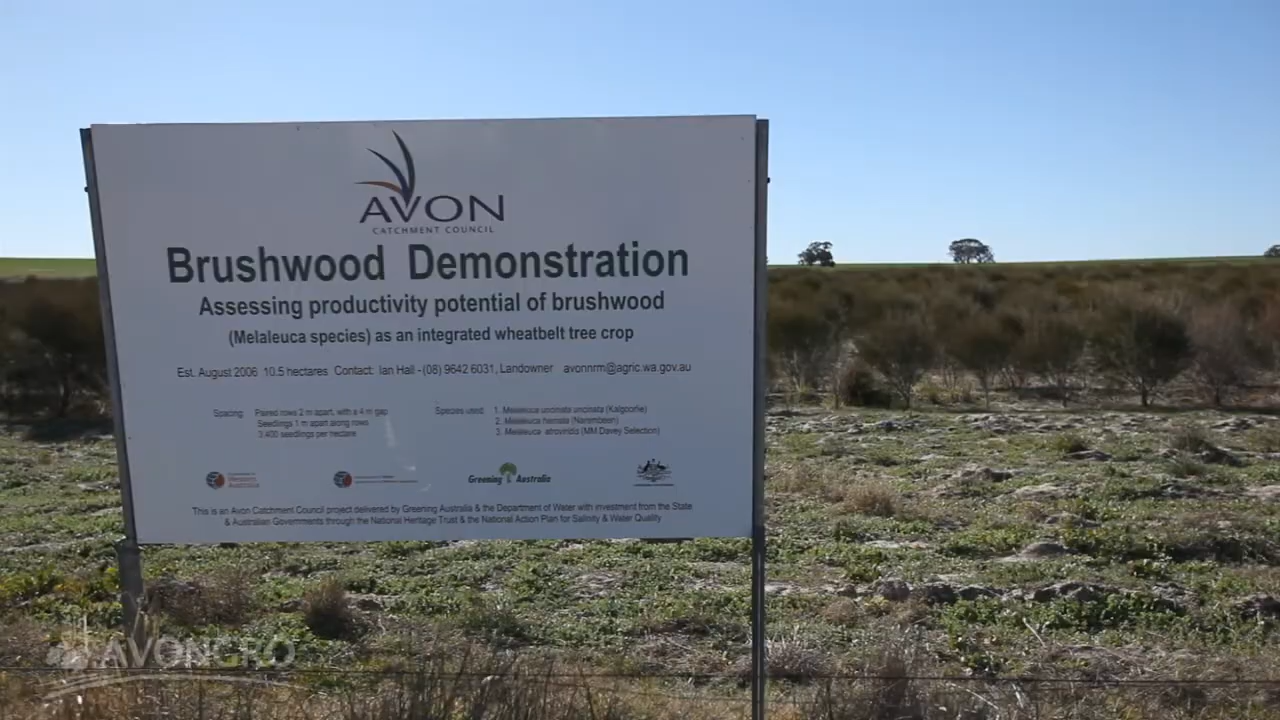 AVON
CATCHMENT COUNCIL
Brushwood Demonstration
Assessing productivity potential of brushwood
(Melaleuca species) as an integrated wheatbelt tree crop
Est. August 2006 10.5 hectares Contact: Ian Hall - (08) 9642 6031, Landowner avonnrm@agric.wa.gov.au
Spacing: Paired rows 2 m apart, with a 4 m gap
Seedlings 1 m apart along rows
3,400 seedlings per hectare
Species used: 1. Melaleuca uncinata uncinata (Kalgoorlie)
2. Melaleuca hamata (Narembeen)
3. Melaleuca atroviridis (MM Davey Selection)
Western
Australia
Greening Australia
This is an Avon Catchment Council project delivered by Greening Australia & the Department of Water with investment from the State
& Australian Governments through the National Heritage Trust & the National Action Plan for Salinity & Water Quality
AVONGRO